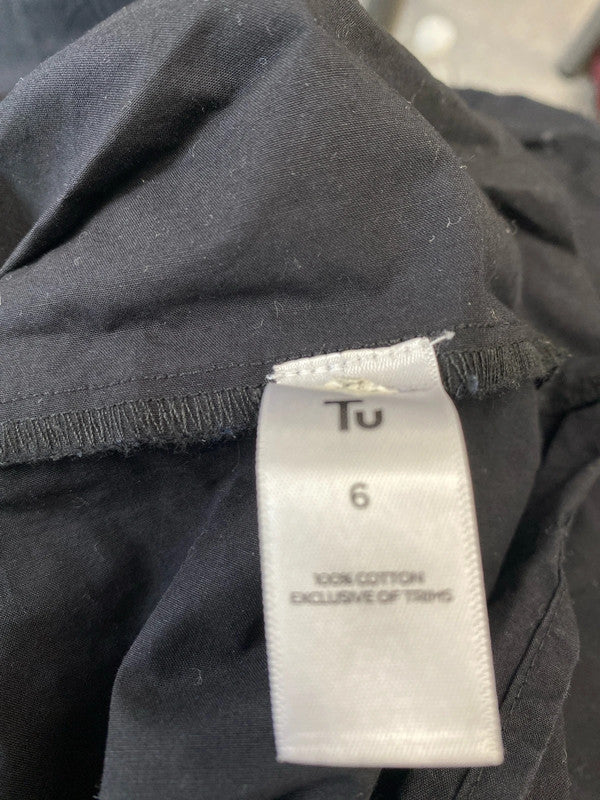 Tu
6
100% COTTON
EXCLUSIVE OF TRIMS